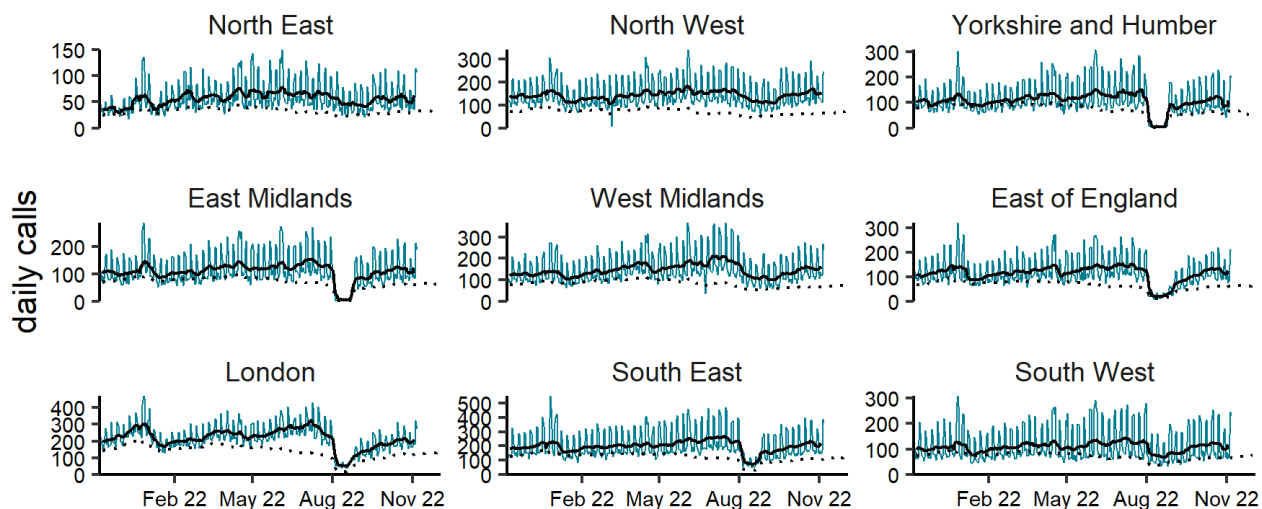 North East
North West
Yorkshire and Humber
150
100
50
0
300
200
100
0
300
200
100
0
East Midlands
West Midlands
East of England
daily calls
200
100
0
300
200
100
0
300
200
100
0
London
South East
South West
400
300
200
100
0
500
400
300
200
100
0
300
200
100
0
Feb 22 May 22 Aug 22 Nov 22
Feb 22 May 22 Aug 22 Nov 22
Feb 22 May 22 Aug 22 Nov 22